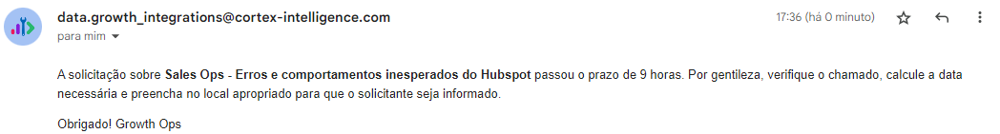 data.growth_integrations@cortex-intelligence.com 17:36 (há 0 minuto)
para mim
A solicitação sobre Sales Ops - Erros e comportamentos inesperados do Hubspot passou o prazo de 9 horas. Por gentileza, verifique o chamado, calcule a data
necessária e preencha no local apropriado para que o solicitante seja informado.
Obrigado! Growth Ops